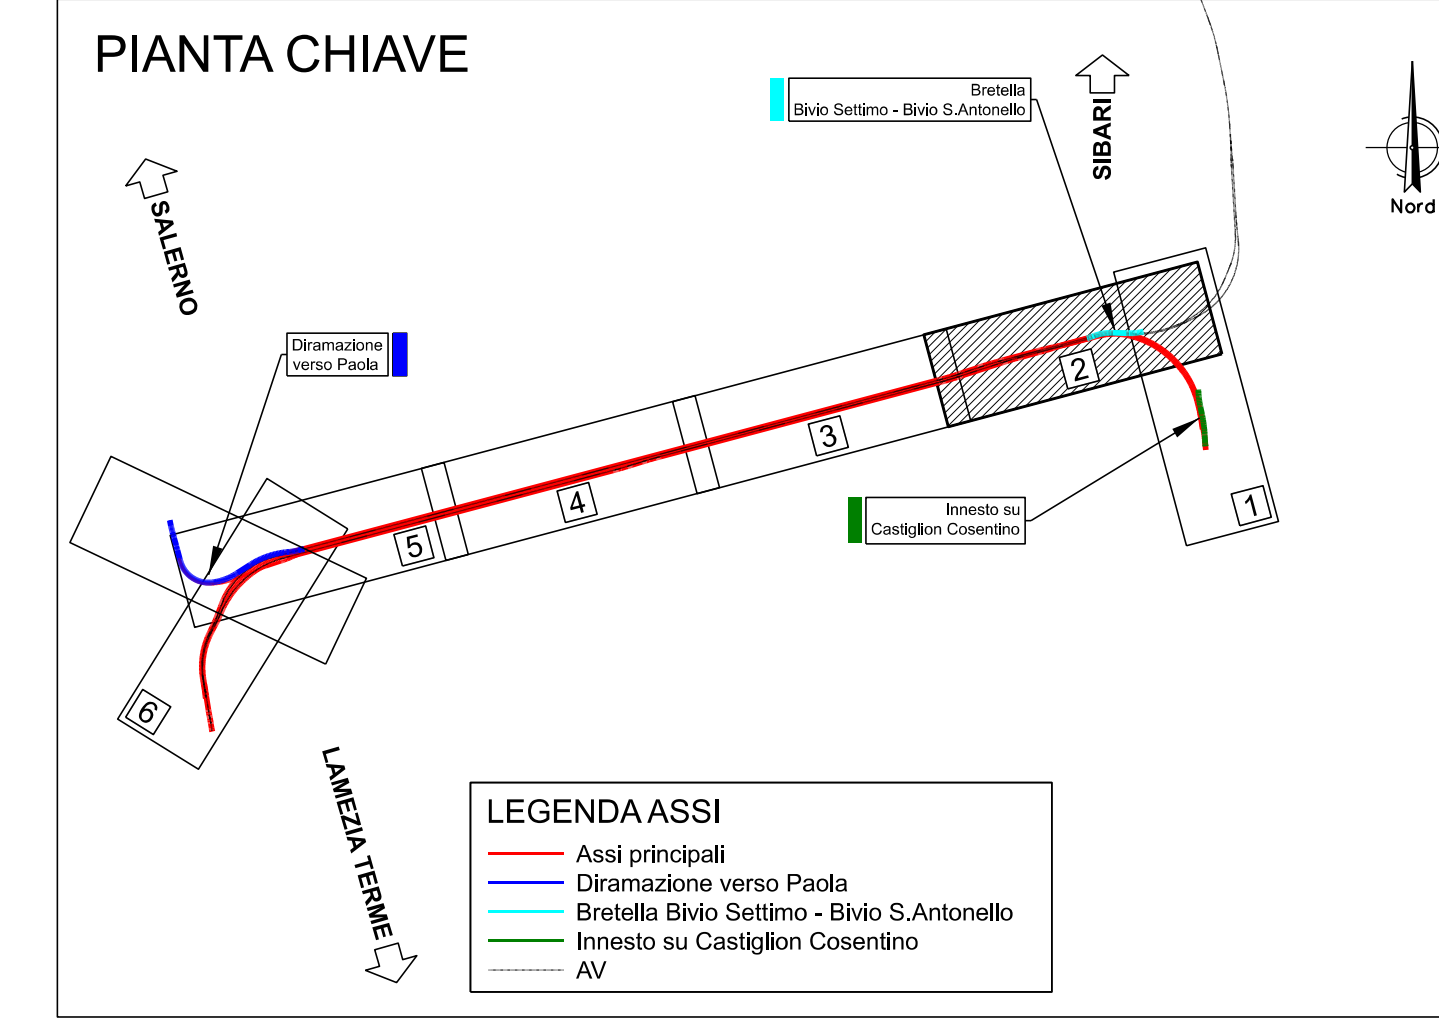 PIANTA CHIAVE
Bretella
Bivio Settimo - Bivio S.Antonello
SIBARI
Nord
SALERNO
Diramazione
verso Paola
2
3
4
5
1
Innesto su
Castiglion Cosentino
6
LAMEZIA TERME
LEGENDA ASSI
Assi principali
Diramazione verso Paola
Bretella Bivio Settimo - Bivio S.Antonello
Innesto su Castiglion Cosentino
AV